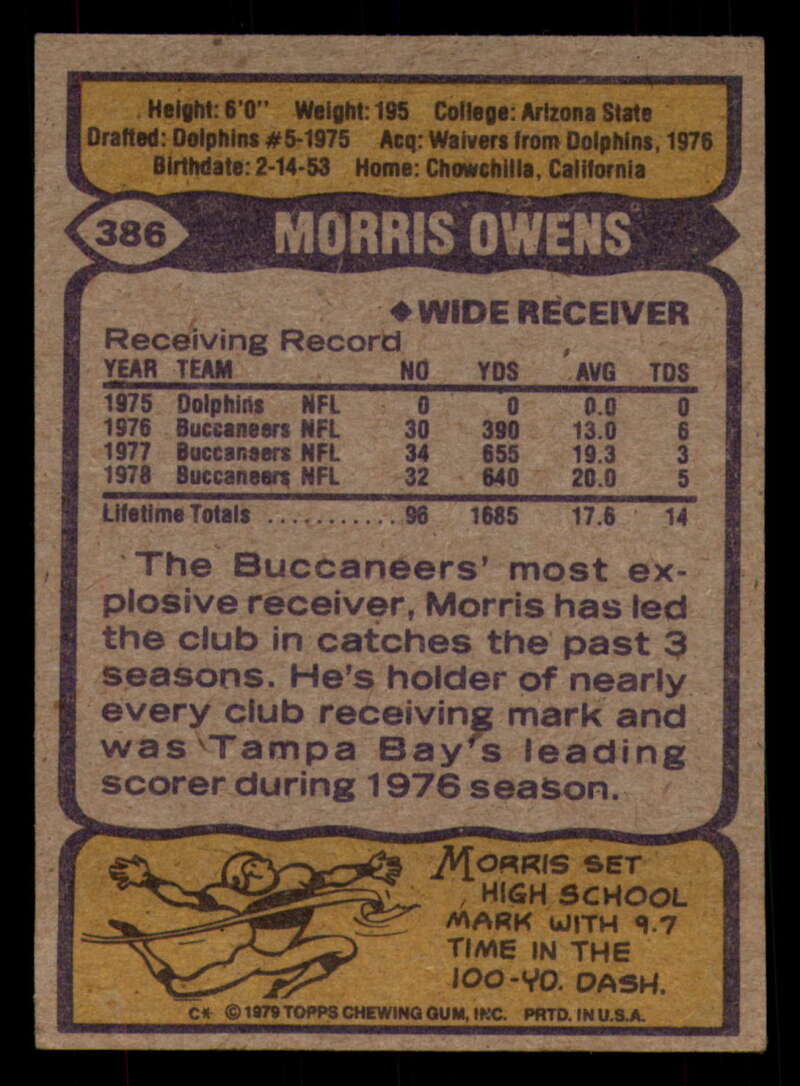 Height: 6'0" Weight: 195 College: Arizona State
Drafted: Dolphins #5-1975 Acq: Waivers from Dolphins, 1976
Birthdate: 2-14-53 Home: Chowchilla, California
386 MORRIS OWENS
◆WIDE RECEIVER
Receiving Record
YEAR TEAM NO YDS AVG TDS
1975 Dolphins NFL 0 0 0.0 0
1976 Buccaneers NFL 30 390 13.0 6
1977 Buccaneers NFL 34 655 19.3 3
1978 Buccaneers NFL 32 640 20.0 5
Lifetime Totals ........... 96 1685 17.6 14
The Buccaneers' most ex-
plosive receiver, Morris has led
the club in catches the past 3
seasons. He's holder of nearly
every club receiving mark and
was Tampa Bay's leading
scorer during 1976 season.
MORRIS SET
HIGH SCHOOL
MARK WITH 9.7
TIME IN THE
100-YD. DASH.
C* © 1979 TOPPS CHEWING GUM, INC. PRTD. IN U.S.A.